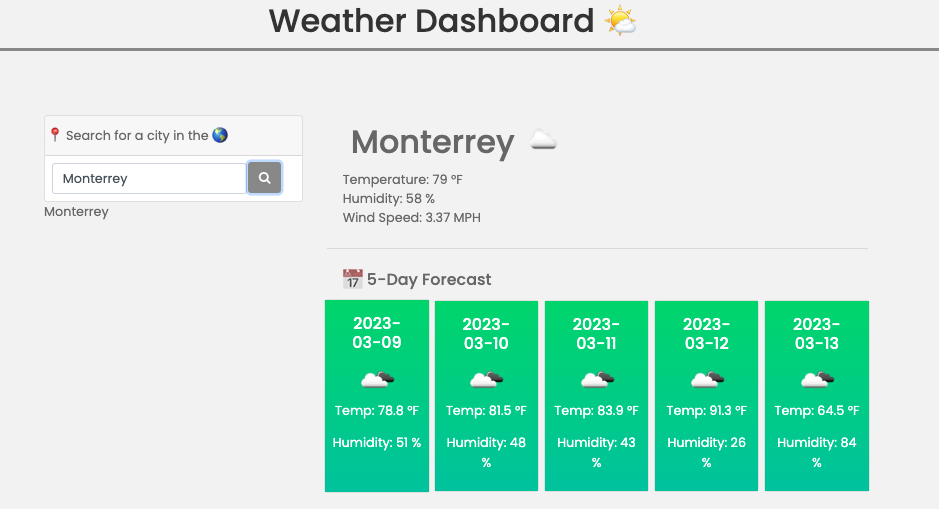 Weather Dashboard
Search for a city in the
Monterrey
Monterrey
Monterrey
Temperature: 79 °F
Humidity: 58 %
Wind Speed: 3.37 MPH
17 5-Day Forecast
2023-
03-09
Temp: 78.8 °F
Humidity: 51 %
2023-
03-10
Temp: 81.5 °F
Humidity: 48
%
2023-
03-11
Temp: 83.9 °F
Humidity: 43
%
2023-
03-12
Temp: 91.3 °F
Humidity: 26
%
2023-
03-13
Temp: 64.5 °F
Humidity: 84
%